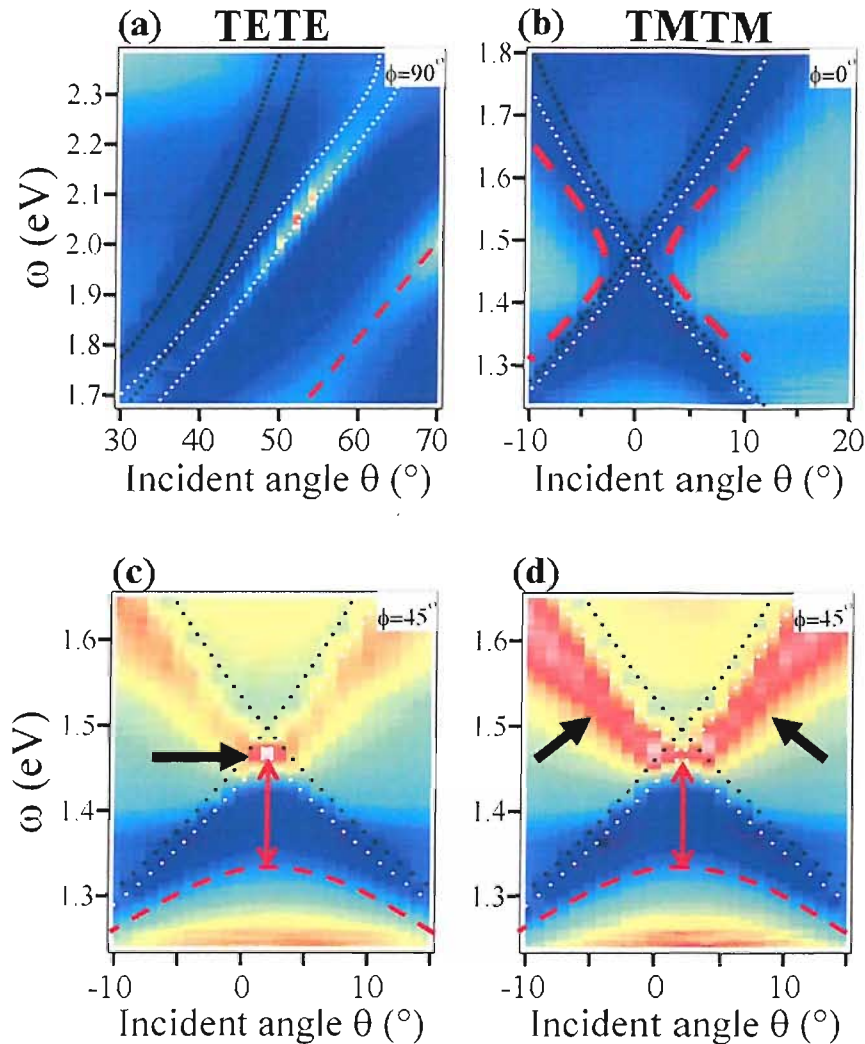 (a) TETE
φ=90°
ω (eV)
2.3
2.2
2.1
2.0
1.9
1.8
1.7
30 40 50 60 70
Incident angle θ (°)
(b) TMTM
φ=0°
1.8
1.7
1.6
1.5
1.4
1.3
-10 0 10 20
Incident angle θ (°)
(c)
φ=45°
ω (eV)
1.6
1.5
1.4
1.3
-10 0 10
Incident angle θ (°)
(d)
φ=45°
-10 0 10
Incident angle θ (°)